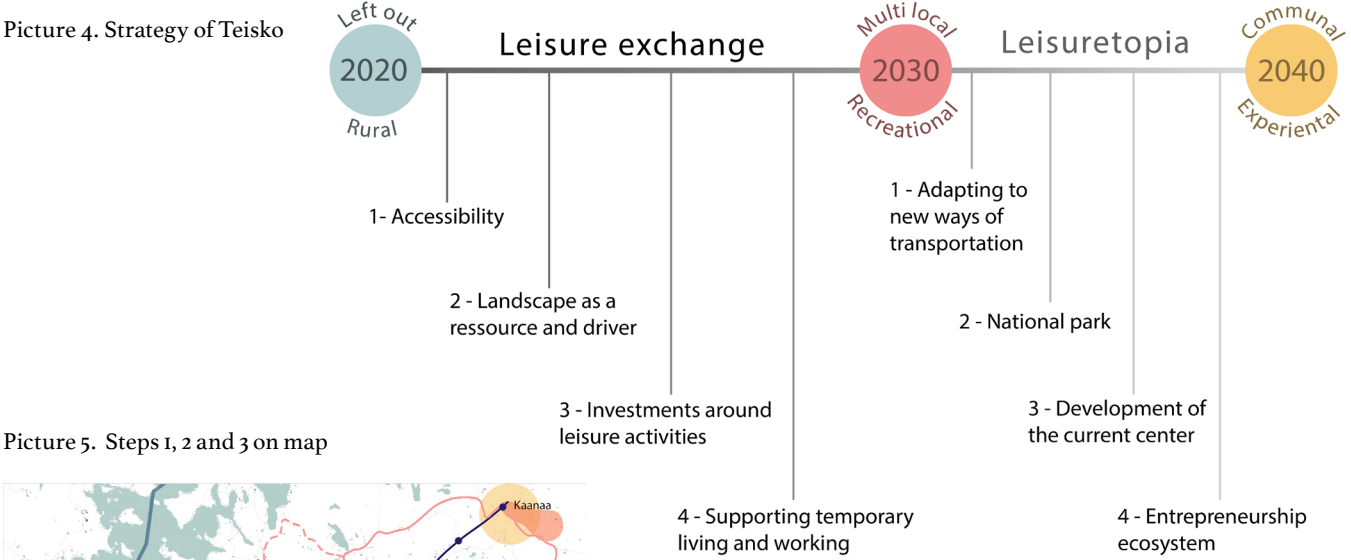 Picture 4. Strategy of Teisko
Left out
2020
Rural
Leisure exchange
Multi local
2030
Recreational
Leisuretopia
Communal
2040
Experiental
1- Accessibility
2 - Landscape as a
ressource and driver
3 - Investments around
leisure activities
4 - Supporting temporary
living and working
1 - Adapting to
new ways of
transportation
2 - National park
3 - Development of
the current center
4 - Entrepreneurship
ecosystem
Picture 5. Steps 1, 2 and 3 on map
Kaanaa